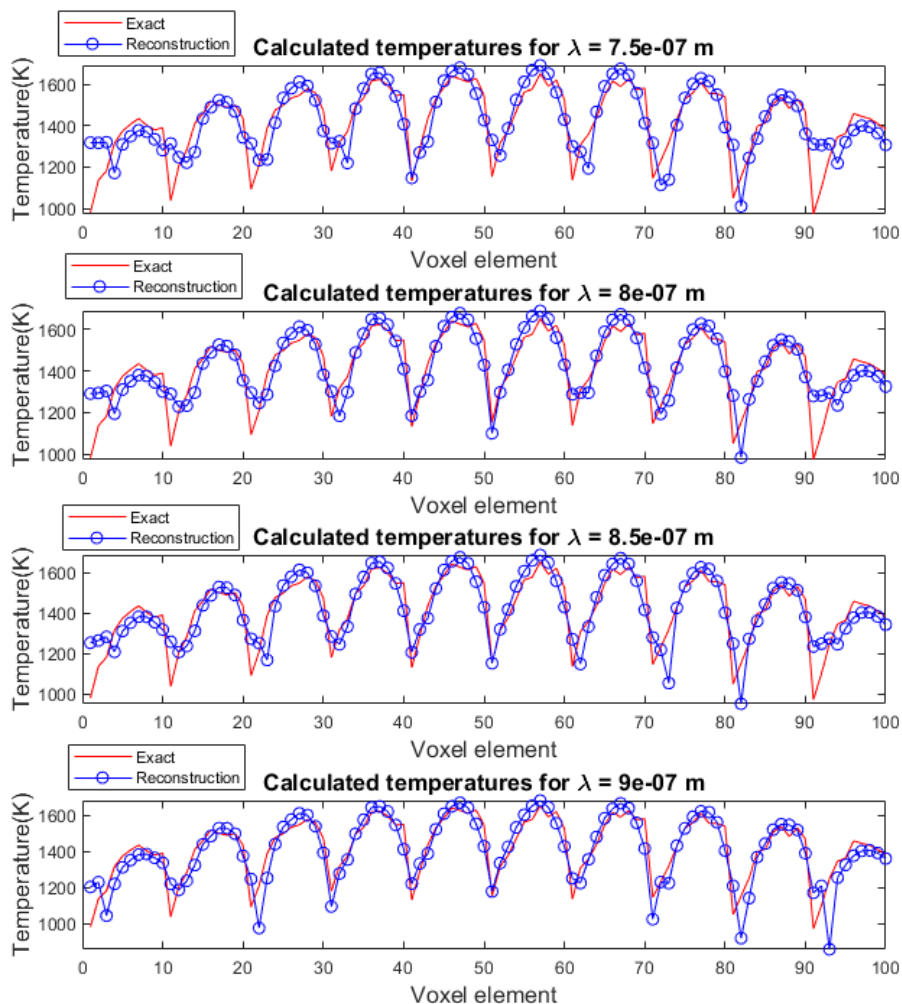 Exact
Reconstruction
Calculated temperatures for λ = 7.5e-07 m
Temperature(K)
1600
1400
1200
1000
0 10 20 30 40 50 60 70 80 90 100
Voxel element
Exact
Reconstruction
Calculated temperatures for λ = 8e-07 m
Temperature(K)
1600
1400
1200
1000
0 10 20 30 40 50 60 70 80 90 100
Voxel element
Exact
Reconstruction
Calculated temperatures for λ = 8.5e-07 m
Temperature(K)
1600
1400
1200
1000
0 10 20 30 40 50 60 70 80 90 100
Voxel element
Exact
Reconstruction
Calculated temperatures for λ = 9e-07 m
Temperature(K)
1600
1400
1200
1000
0 10 20 30 40 50 60 70 80 90 100
Voxel element